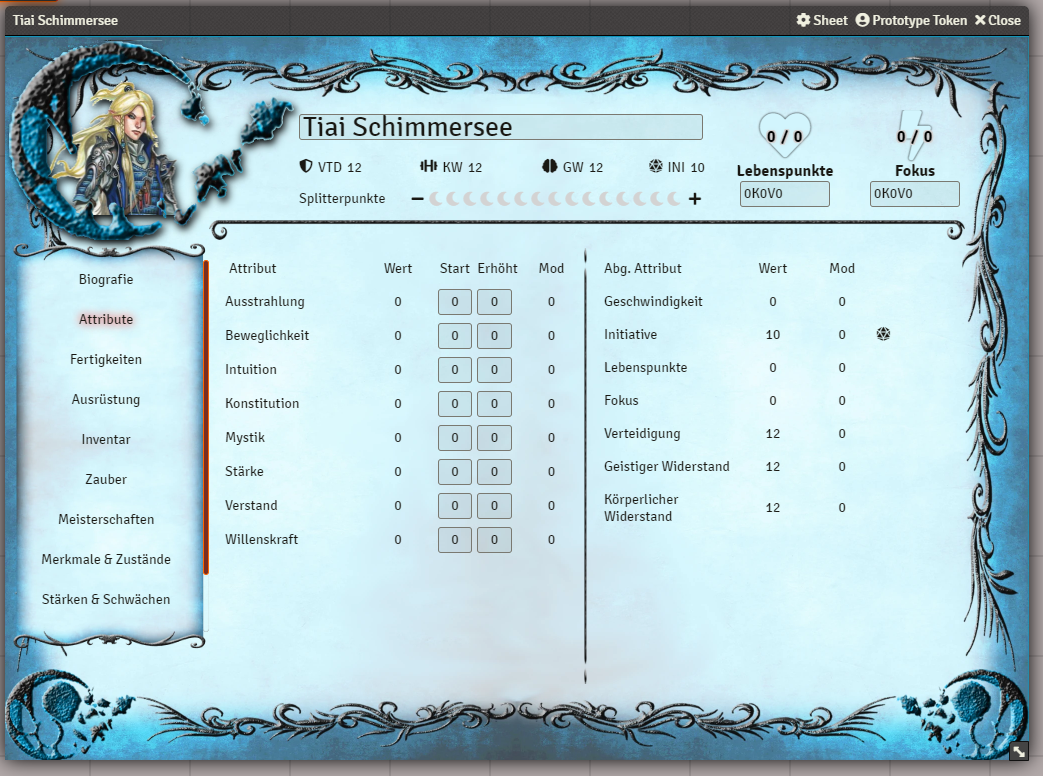 Tiai Schimmersee Sheet Prototype Token Close
Tiai Schimmersee
0 / 0 0 / 0
VTD 12 KW 12 GW 12 INI 10
Lebenspunkte Fokus
Splitterpunkte
0K0V0 0K0V0
Biografie
Attribute
Fertigkeiten
Ausrüstung
Inventar
Zauber
Meisterschaften
Merkmale & Zustände
Stärken & Schwächen
Attribut Wert Start Erhöht Mod
Ausstrahlung 0 0 0 0
Beweglichkeit 0 0 0 0
Intuition 0 0 0 0
Konstitution 0 0 0 0
Mystik 0 0 0 0
Stärke 0 0 0 0
Verstand 0 0 0 0
Willenskraft 0 0 0 0
Abg. Attribut Wert Mod
Geschwindigkeit 0 0
Initiative 10 0
Lebenspunkte 0 0
Fokus 0 0
Verteidigung 12 0
Geistiger Widerstand 12 0
Körperlicher
Widerstand 12 0